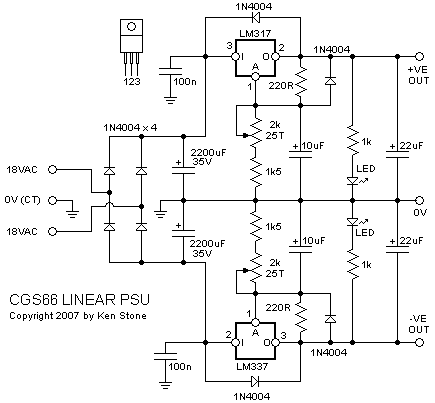 1N4004
LM317
1N4004
3
I
O
2
A
1
+VE
OUT
123
100n
220R
1N4004 x 4
2k
25T
10uF
1k
22uF
2200uF
35V
1k5
LED
18VAC
0V (CT)
0V
18VAC
2200uF
35V
1k5
LED
10uF
22uF
2k
25T
1k
220R
CGS66 LINEAR PSU
Copyright 2007 by Ken Stone
1
A
-VE
OUT
2
I
O
3
1N4004
100n
LM337
1N4004